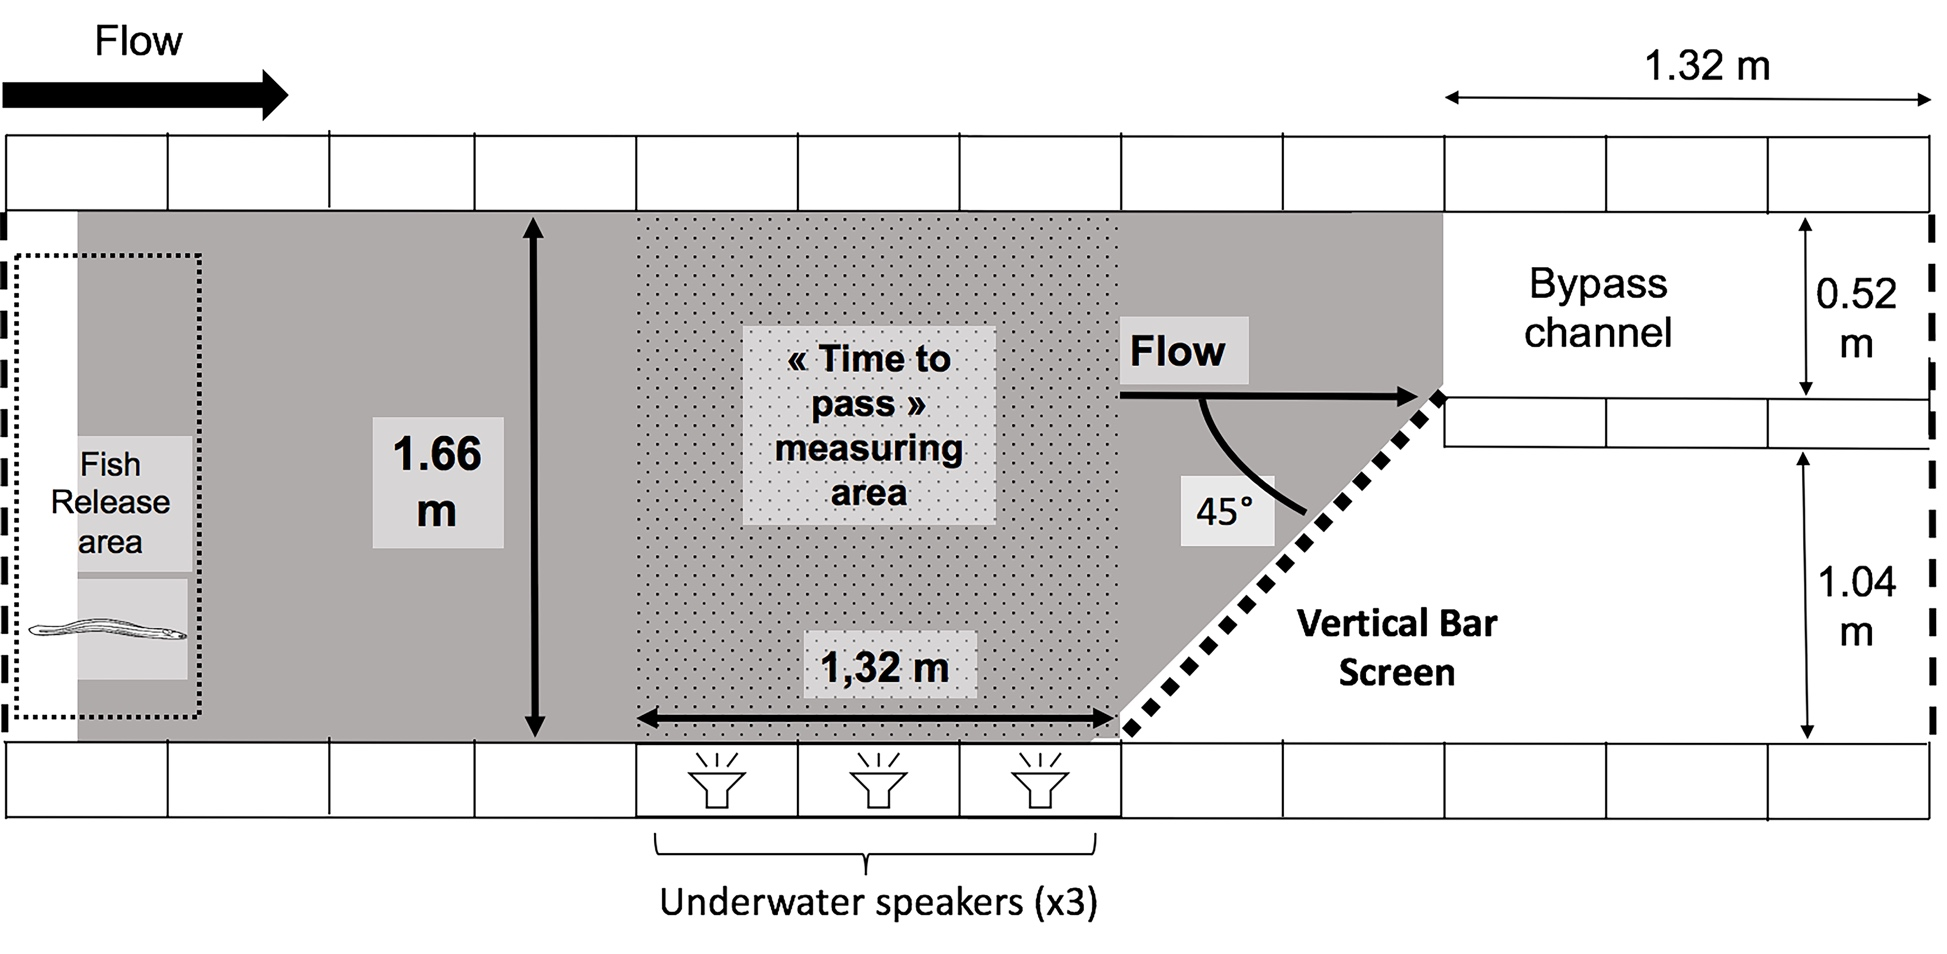 Flow
1.32 m
Bypass
channel
0.52
m
« Time to
pass »
measuring
area
Flow
1.66
m
Fish
Release
area
45°
1.04
m
Vertical Bar
Screen
1,32 m
Underwater speakers (x3)